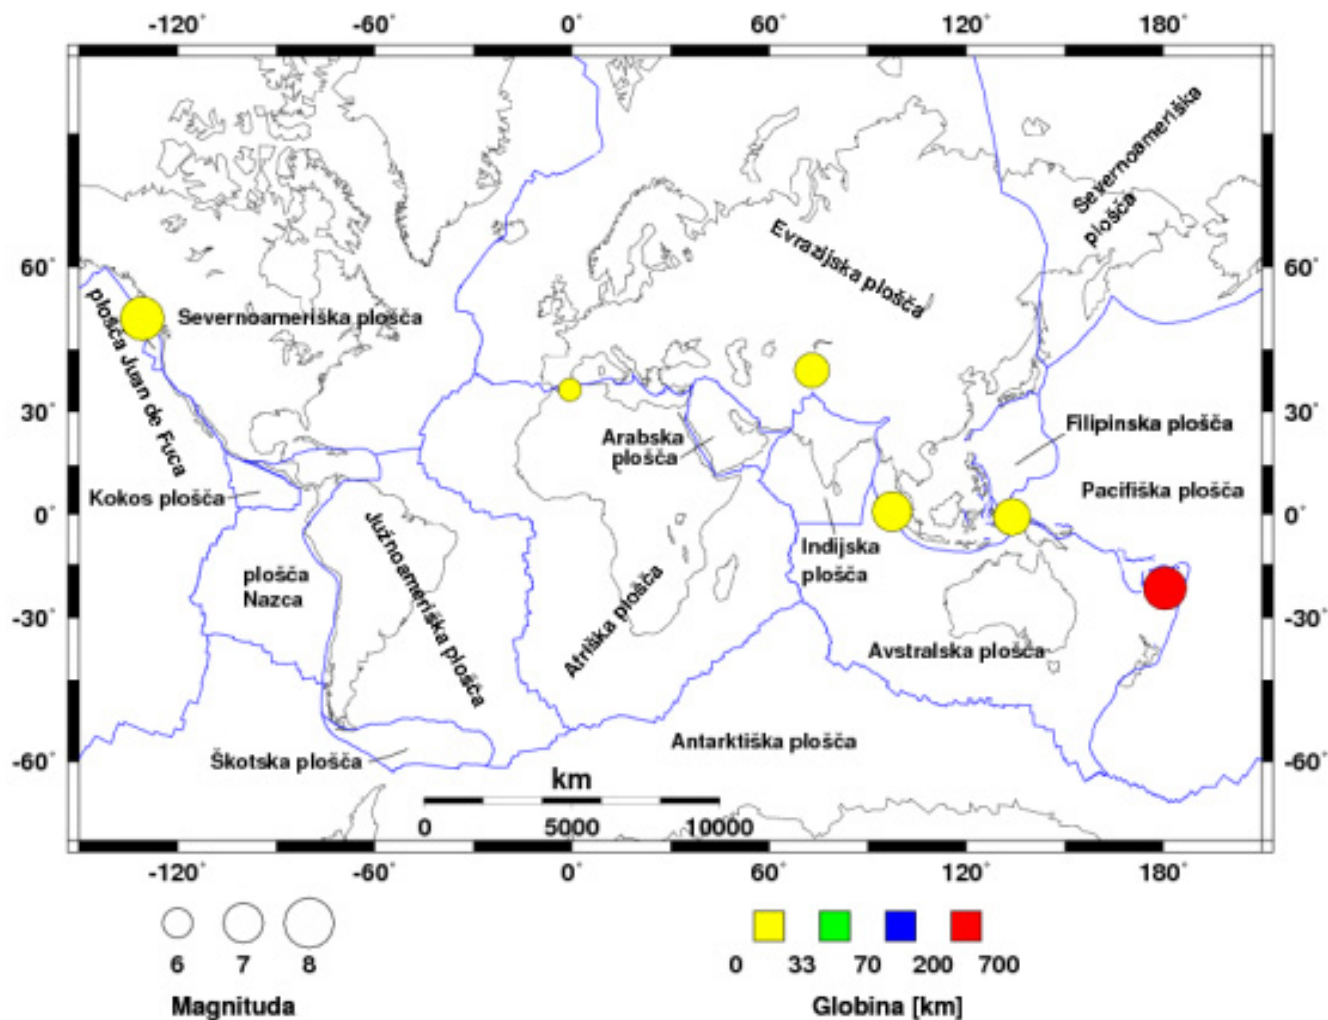 -120° -60° 0° 60° 120° 180°
Severnoameriška
plošča
Evrazijska plošča
60° 60°
plošča Juan de Fuca
Severnoameriška plošča
30° 30°
Arabska
plošča
Filipinska plošča
Kokos plošča
Pacifiška plošča
0° 0°
Južnoameriška plošča
Indijska
plošča
plošča
Nazca
Afriška plošča
-30° -30°
Avstralska plošča
Antarktiška plošča
Škotska plošča
-60° -60°
km
0 5000 10000
-120° -60° 0° 60° 120° 180°
6 7 8
0 33 70 200 700
Magnituda
Globina [km]